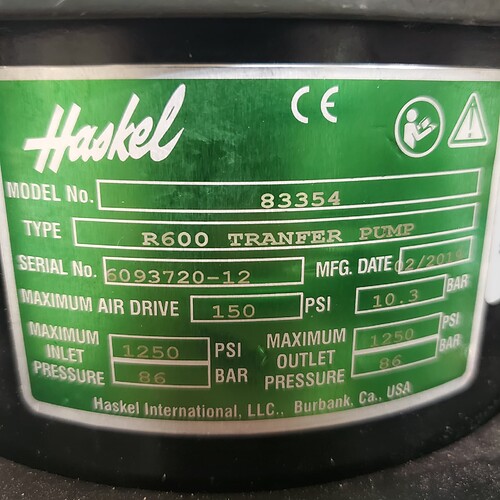 Haskel
CE
MODEL No. 83354
TYPE R600 TRANFER PUMP
SERIAL No. 6093720-12 MFG. DATE 02/2019
MAXIMUM AIR DRIVE 150 PSI 10.3 BAR
MAXIMUM INLET PRESSURE 1250 PSI 86 BAR
MAXIMUM OUTLET PRESSURE 1250 PSI 86 BAR
Haskel International, LLC., Burbank, Ca., USA